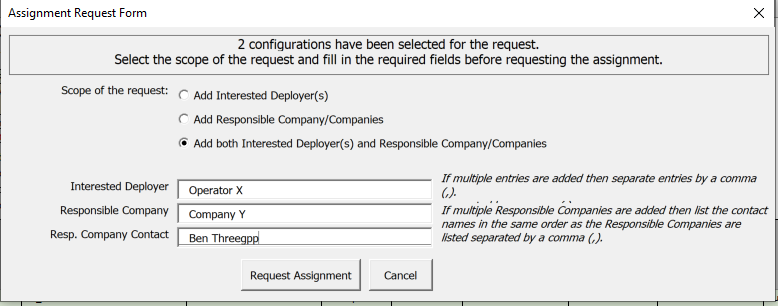 Assignment Request Form
2 configurations have been selected for the request.
Select the scope of the request and fill in the required fields before requesting the assignment.
Scope of the request:
Add Interested Deployer(s)
Add Responsible Company/Companies
Add both Interested Deployer(s) and Responsible Company/Companies
Interested Deployer
Operator X
If multiple entries are added then separate entries by a comma
(,).
Responsible Company
Company Y
If multiple Responsible Companies are added then list the contact
names in the same order as the Responsible Companies are
listed separated by a comma (,).
Resp. Company Contact
Ben Threegpp
Request Assignment
Cancel